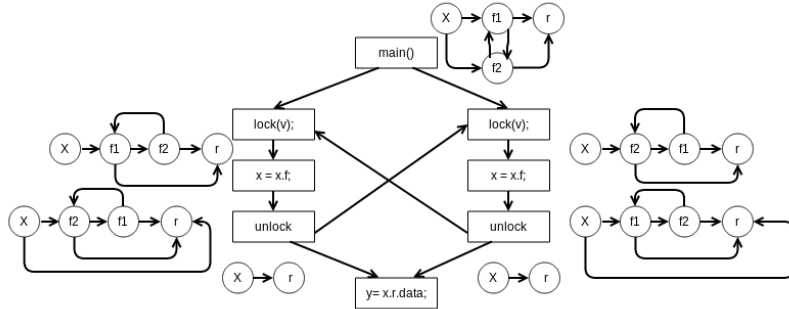 X f1 r
main()
f2
lock(v); lock(v);
X f1 f2 r
X f2 f1 r
x = x.f; x = x.f;
X f2 f1 r
X f1 f2 r
unlock unlock
X r
X r
y= x.r.data;